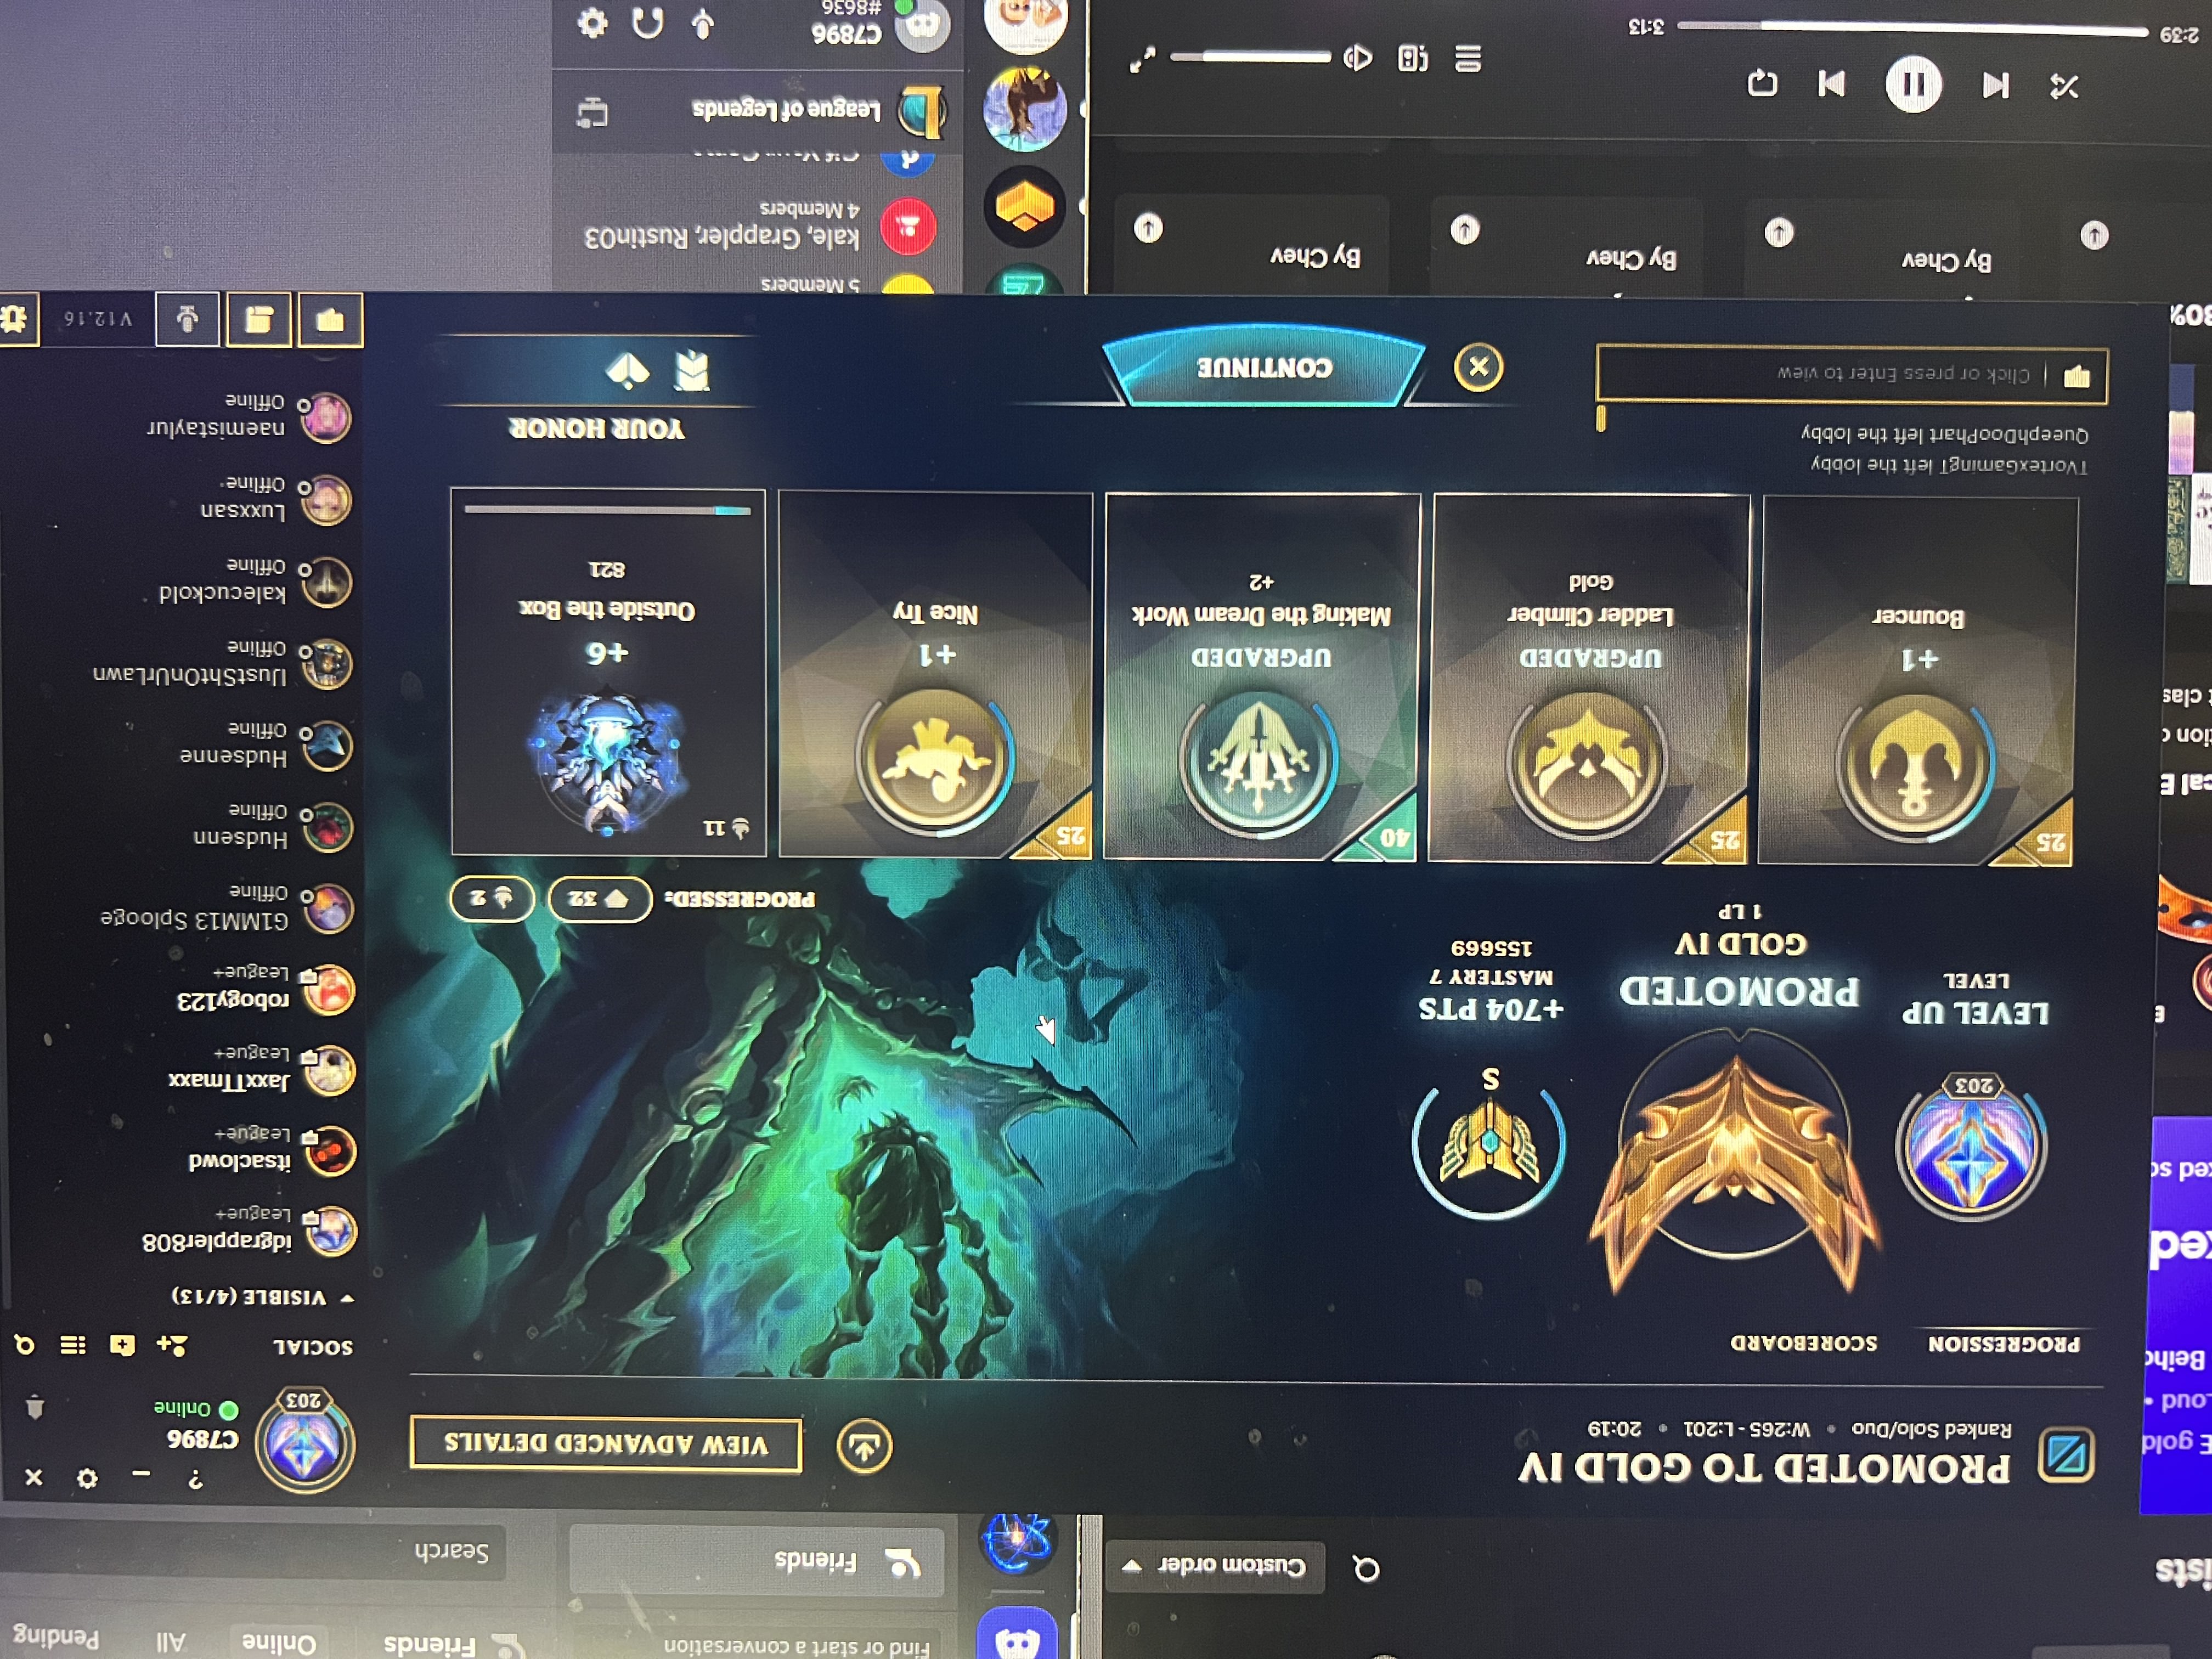 ists
Custom order
Find or start a conversation
Friends
Online
All
Pending
Friends
Search
E gold
Loud •
Beiho
ked
ked so
PROMOTED TO GOLD IV
Ranked Solo/Duo • W:265 - L:201 • 20:19
VIEW ADVANCED DETAILS
PROGRESSION
SCOREBOARD
203
S
LEVEL UP
LEVEL
PROMOTED
GOLD IV
1 LP
+704 PTS
MASTERY 7
155669
PROGRESSED:
32
2
25
+1
Bouncer
25
UPGRADED
Ladder Climber
Gold
40
UPGRADED
Making the Dream Work
+2
25
+1
Nice Try
11
+6
Outside the Box
821
TVortexGamingT left the lobby
QueephDooPhart left the lobby
Click or press Enter to view
CONTINUE
YOUR HONOR
?
C7896
Online
203
SOCIAL
VISIBLE (4/13)
idgrappler808
League+
itsaclowd
League+
JaxxTTmaxx
League+
robogy123
League+
G1MM13 Splooge
Offline
Hudsenn
Offline
Hudsenne
Offline
IJustShtOnUrLawn
Offline
kalecuckold
Offline
Luxxsan
Offline
naemistaylur
Offline
V12.16
cal E
tion c
t clas
30%
By Chev
By Chev
By Chev
2:39
3:13
5 Members
kale, Grappler, Rustin03
4 Members
League of Legends
C7896
#8636